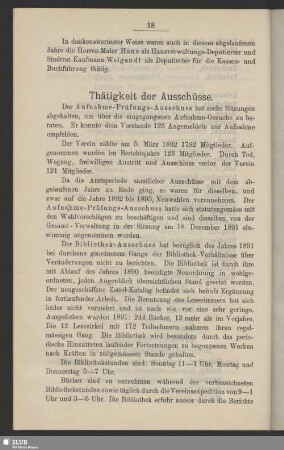 18
In dankenswertester Weise waren auch in diesem abgelaufenen
Jahre die Herren Maler Hans als Hausverwaltungs-Deputierter und
Stadtrat Kaufmann Weigandt als Deputierter für die Kassen- und
Buchführung thätig.
Thätigkeit der Ausschüsse.
Der Aufnahme-Prüfungs-Ausschuss hat sechs Sitzungen
abgehalten, um über die eingegangenen Aufnahme-Gesuche zu be-
raten. Er konnte dem Vorstande 123 Angemeldete zur Aufnahme
empfehlen.
Der Verein zählte am 5. März 1892 1732 Mitglieder. Auf-
genommen wurden im Berichtsjahre 123 Mitglieder. Durch Tod,
Wegzug, freiwilligen Austritt und Ausschluss verlor der Verein
121 Mitglieder.
Da die Amtsperiode sämtlicher Ausschüsse mit dem ab-
gelaufenen Jahre zu Ende ging, so waren für dieselben, und
zwar auf die Jahre 1892 bis 1895, Neuwahlen vorzunehmen. Der
Aufnahme-Prüfungs-Ausschuss hatte sich statutengemäss mit
den Wahlvorschlägen zu beschäftigen und sind dieselben, von der
Gesamt-Verwaltung in der Sitzung am 18. Dezember 1891
einstimmig angenommen worden.
Der Bibliothek-Ausschuss hat bezüglich des Jahres 1891
bei durchaus geordnetem Gange der Bibliothek-Verhältnisse über
Veränderungen nicht zu berichten. Die Bibliothek ist durch ihre
mit Ablauf des Jahres 1890 beendigte Neuordnung in wohlge-
ordneten, jeden Augenblick übersichtlichen Stand gesetzt worden.
Der neugeschaffene Zettel-Katalog befindet sich behufs Ergänzung
in fortlaufender Arbeit. Die Benutzung des Lesezimmers hat sich
leider nicht vermehrt und ist nach wie vor eine sehr geringe.
Ausgeliehen wurden 1891: 244 Bücher, 12 mehr als im Vorjahre.
Die 12 Lesezirkel mit 172 Teilnehmern nahmen ihren regel-
mässigen Gang. Die Bibliothek wird besonders durch das perio-
dische Hinzutreten laufender Fortsetzungen zu begonnenen Werken
nach Kräften in zeitgemässem Stande gehalten.
Die Bibliothekstunden sind: Sonntag 11—1 Uhr, Montag und
Donnerstag 5—7 Uhr.
Bücher sind zu entnehmen während der vorbezeichneten
Bibliothekstunden sowie tagtäglich durch die Vereinsexpedition von 9—1
Uhr und 3—6 Uhr. Die Bibliothek erfuhr ausser durch die Berichte
SLUB